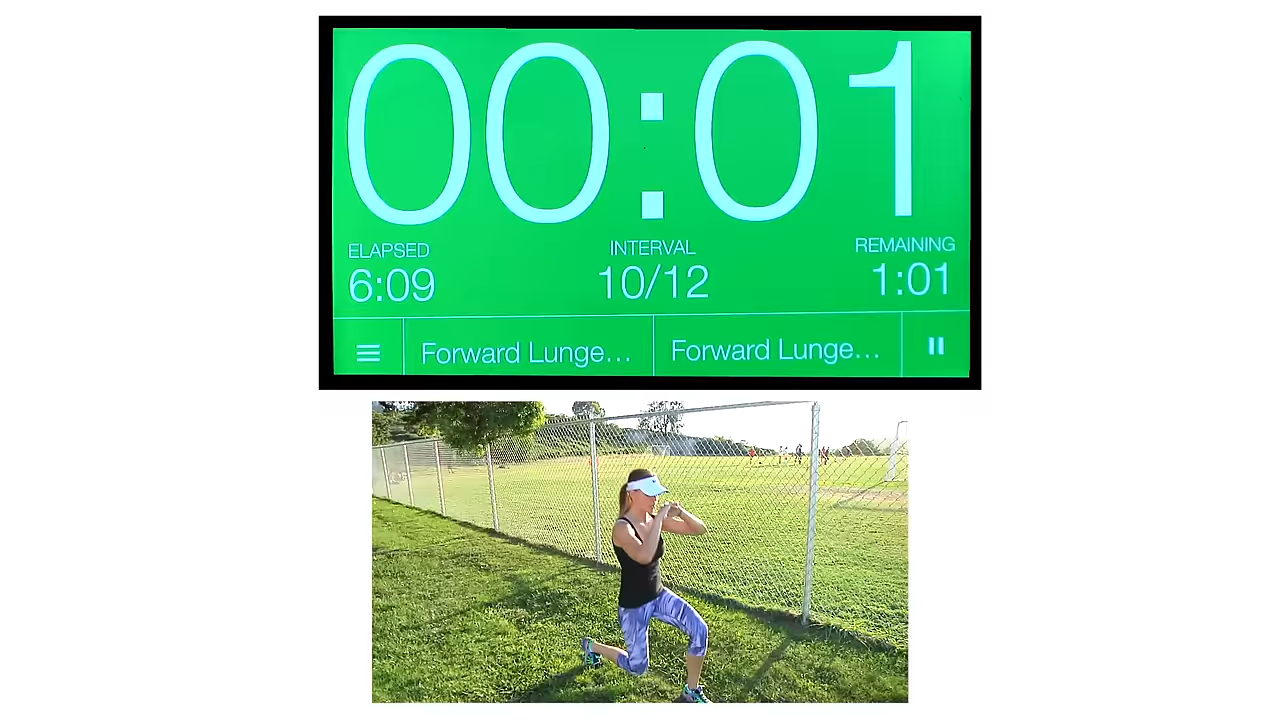 00:01
ELAPSED INTERVAL REMAINING
6:09 10/12 1:01
Forward Lunge... Forward Lunge...